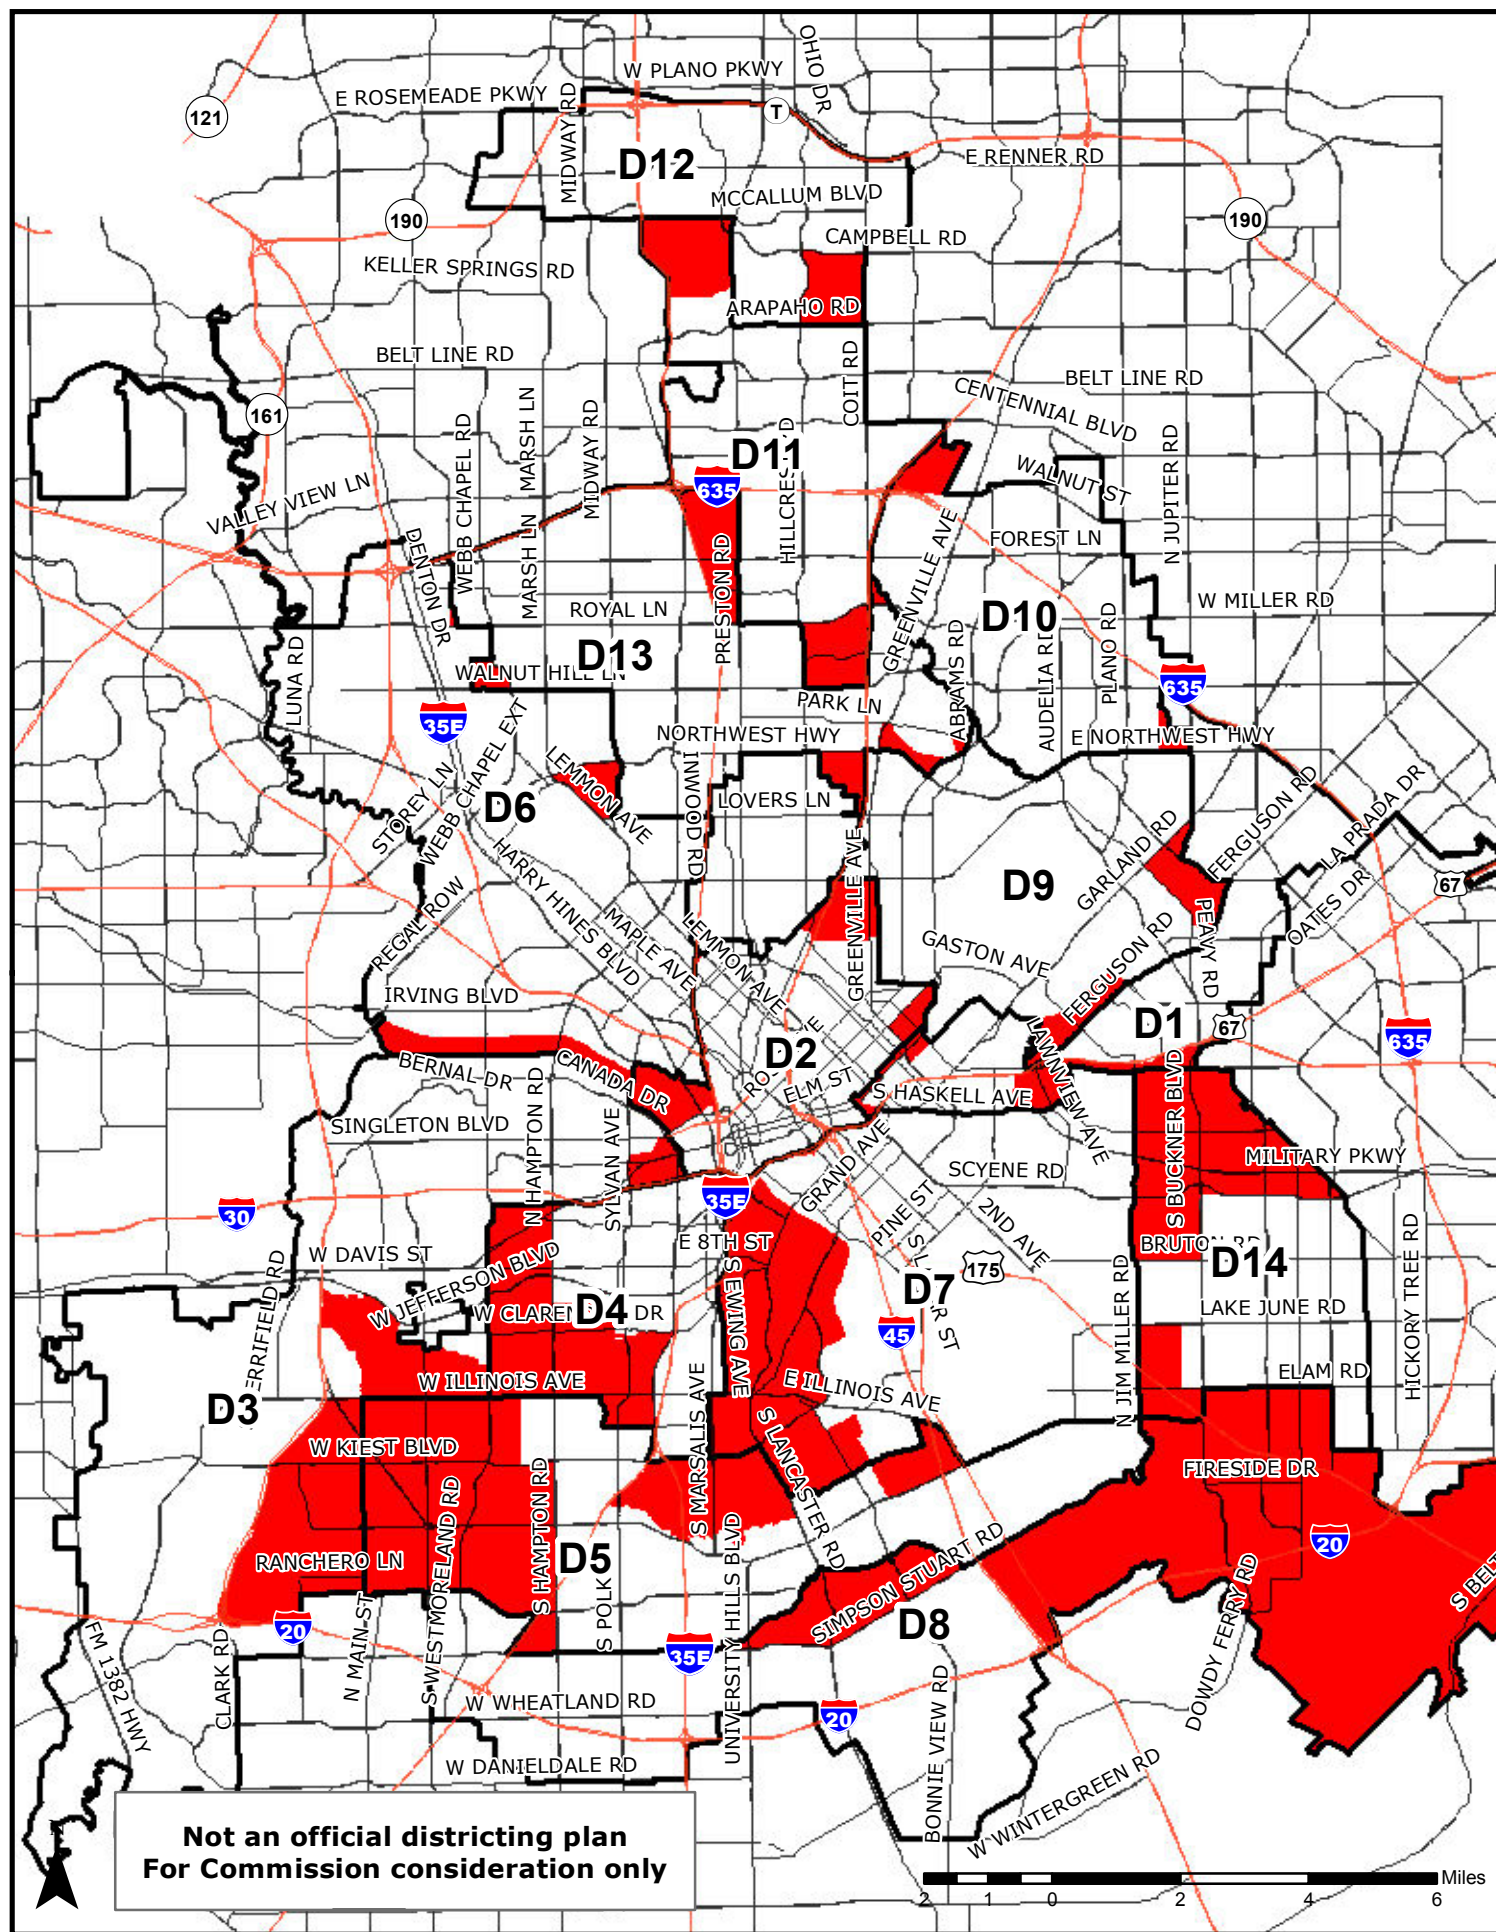 W PLANO PKWY
OHIO DR
E ROSEMEADE PKWY
MIDWAY RD
121
T
E RENNER RD
D12
MCCALLUM BLVD
190
CAMPBELL RD
190
KELLER SPRINGS RD
ARAPAHO RD
BELT LINE RD
COIT RD
BELT LINE RD
CENTENNIAL BLVD
161
MARSH LN
MIDWAY RD
WEBB CHAPEL RD
D11
635
WALNUT ST
N JUPITER RD
VALLEY VIEW LN
DENTON DR
MARSH LN
PRESTON RD
GREENVILLE AVE
FOREST LN
ROYAL LN
D10
W MILLER RD
LUNA RD
D13
WALNUT HILL LN
ABRAMS RD
PLANO RD
635
35E
PARK LN
NORTHWEST HWY
E NORTHWEST HWY
WEBB CHAPEL EXT
STOREY LN
LEMMON AVE
INWOOD RD
LOVERS LN
D6
FERGUSON RD
LA PRADA DR
GARLAND RD
HARRY HINES BLVD
GREENVILLE AVE
D9
67
REGAL ROW
MAPLE AVE
LEMMON AVE
GASTON AVE
PEAVY RD
OATES DR
FERGUSON RD
IRVING BLVD
D1
67
635
D2
BERNAL DR
CANADA DR
ELM ST
S HASKELL AVE
LAWNVIEW AVE
S BUCKNER BLVD
SINGLETON BLVD
N HAMPTON RD
SYLVAN AVE
GRAND AVE
SCYENE RD
MILITARY PKWY
30
35E
PINE ST
2ND AVE
W DAVIS ST
E 8TH ST
BRUTON RD
D14
175
W JEFFERSON BLVD
S EWING AVE
D7
HICKORY TREE RD
W CLAREN
D4
DR
45
LAKE JUNE RD
N JIM MILLER RD
W ILLINOIS AVE
E ILLINOIS AVE
ELAM RD
D3
S MARSALIS AVE
W KIEST BLVD
S LANCASTER RD
FIRESIDE DR
S WESTMORELAND RD
S HAMPTON RD
SIMPSON STUART RD
20
RANCHERO LN
D5
S POLK
UNIVERSITY HILLS BLVD
DOWDY FERRY RD
S BELT
20
FM 1382 HWY
CLARK RD
N MAIN ST
35E
D8
W WHEATLAND RD
20
BONNIE VIEW RD
W DANIELDALE RD
W WINTERGREEN RD
Not an official districting plan
For Commission consideration only
Miles
2 1 0 2 4 6